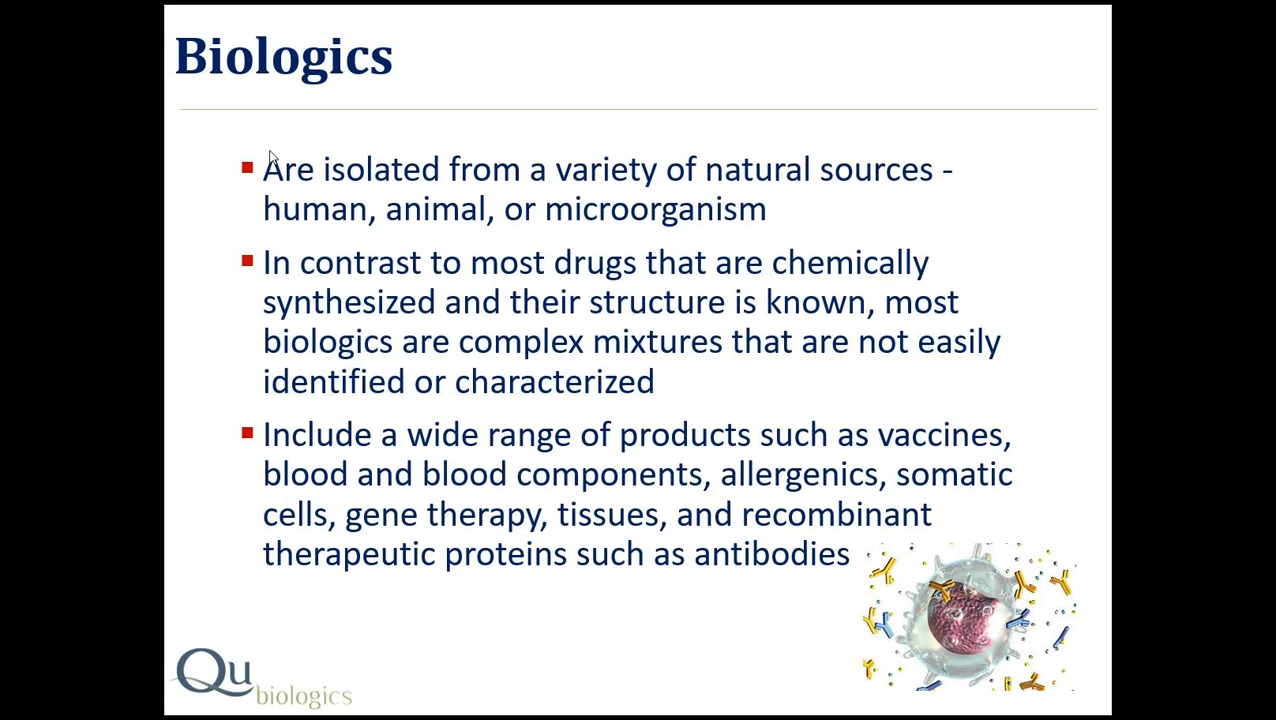 Biologics
Are isolated from a variety of natural sources -
human, animal, or microorganism
In contrast to most drugs that are chemically
synthesized and their structure is known, most
biologics are complex mixtures that are not easily
identified or characterized
Include a wide range of products such as vaccines,
blood and blood components, allergenics, somatic
cells, gene therapy, tissues, and recombinant
therapeutic proteins such as antibodies
Qu
biologics